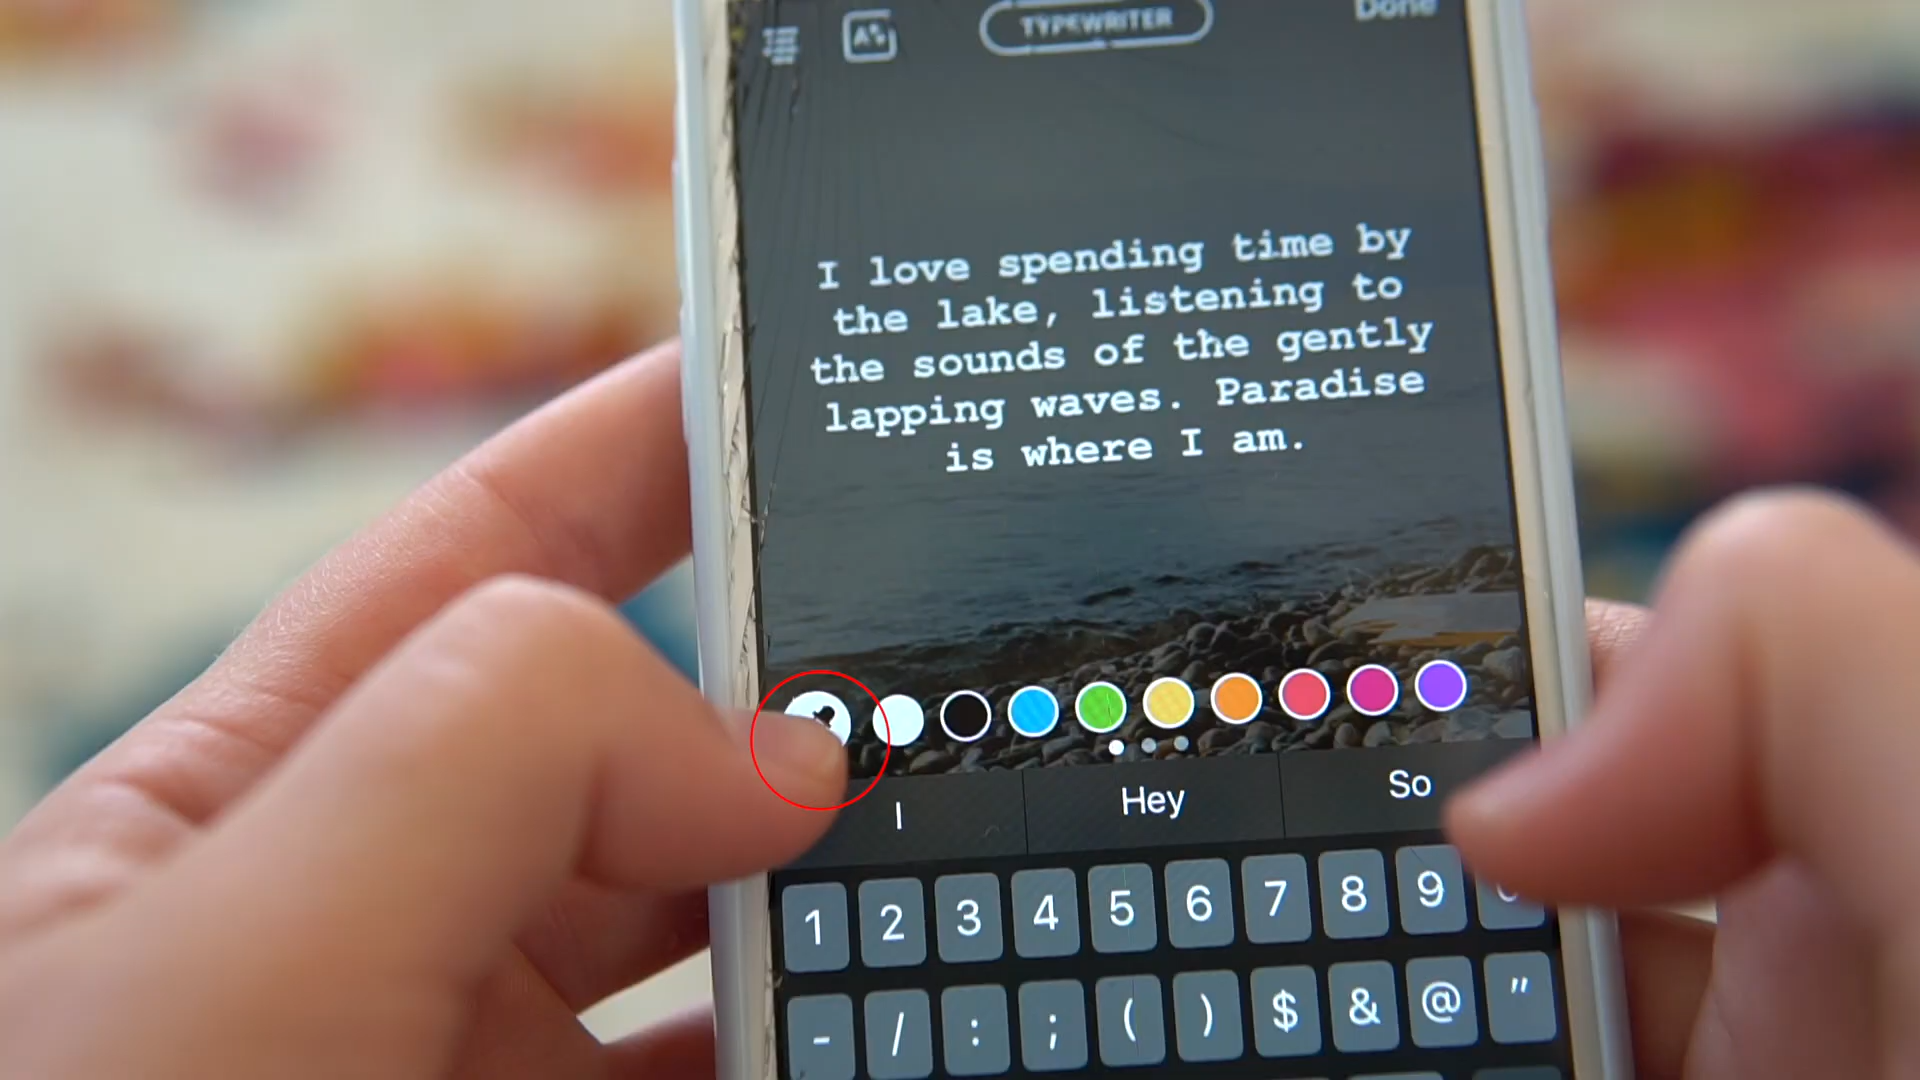 TYPEWRITER Done
I love spending time by
the lake, listening to
the sounds of the gently
lapping waves. Paradise
is where I am.
I Hey So
1 2 3 4 5 6 7 8 9
- / : ; ( ) $ & @ "